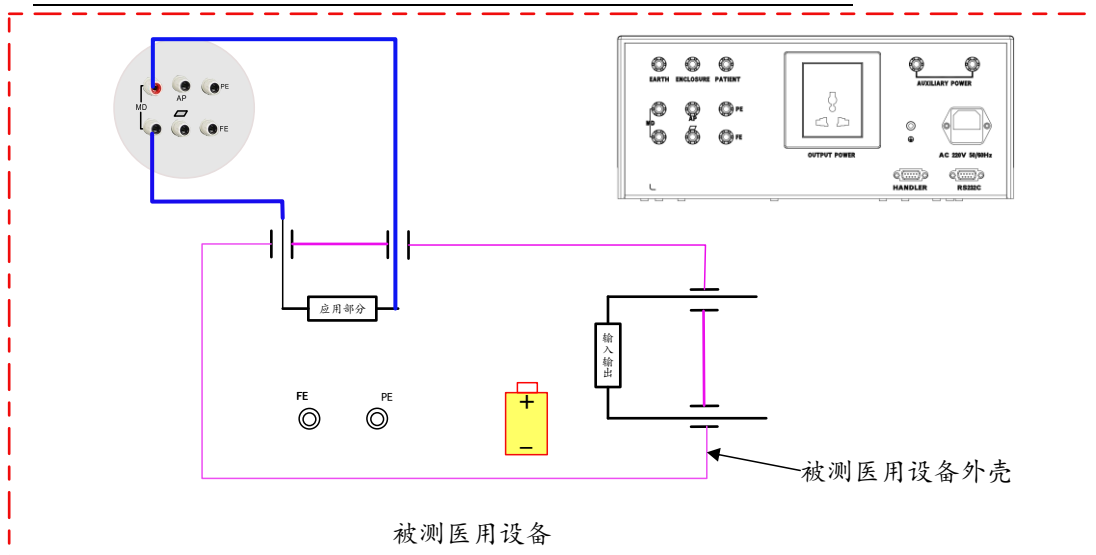 MD
AP
PE
FE
EARTH ENCLOSURE PATIENT
AUXILIARY POWER
MD
AP
PE
FE
OUTPUT POWER
AC 220V 50/60Hz
HANDLER
RS232C
应用部分
输入输出
FE
PE
+
−
被测医用设备外壳
被测医用设备